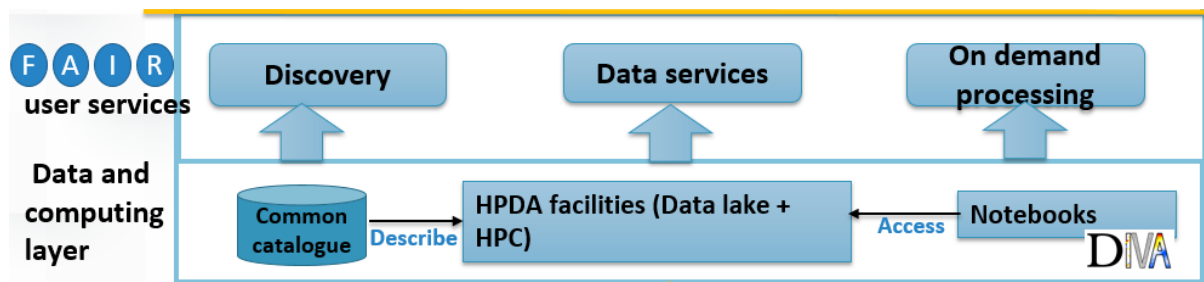 F A I R
user services
Discovery
Data services
On demand
processing
Data and
computing
layer
Common
catalogue
Describe
HPDA facilities (Data lake +
HPC)
Access
Notebooks
DIVA